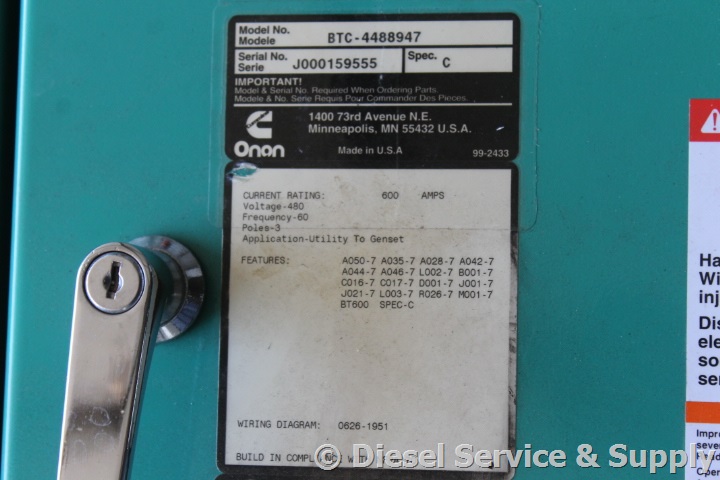 Model No.
Modele BTC-4488947
Serial No.
Serie J000159555 Spec. C
IMPORTANT!
Model & Serial No. Required When Ordering Parts.
Modele & No. Serie Requis Pour Commander Des Pieces.
1400 73rd Avenue N.E.
Minneapolis, MN 55432 U.S.A.
Onan Made in U.S.A 99-2433
CURRENT RATING: 600 AMPS
Voltage-480
Frequency-60
Poles-3
Application-Utility To Genset
FEATURES: A050-7 A035-7 A028-7 A042-7
A044-7 A046-7 L002-7 B001-7
C016-7 C017-7 D001-7 J001-7
J021-7 L003-7 R026-7 M001-7
BT600 SPEC-C
WIRING DIAGRAM: 0626-1951
BUILD IN COMPLIANCE WITH
© Diesel Service & Supply
Ha
Wi
inj
Dis
ele
so
ser
Impro
seve
Oper